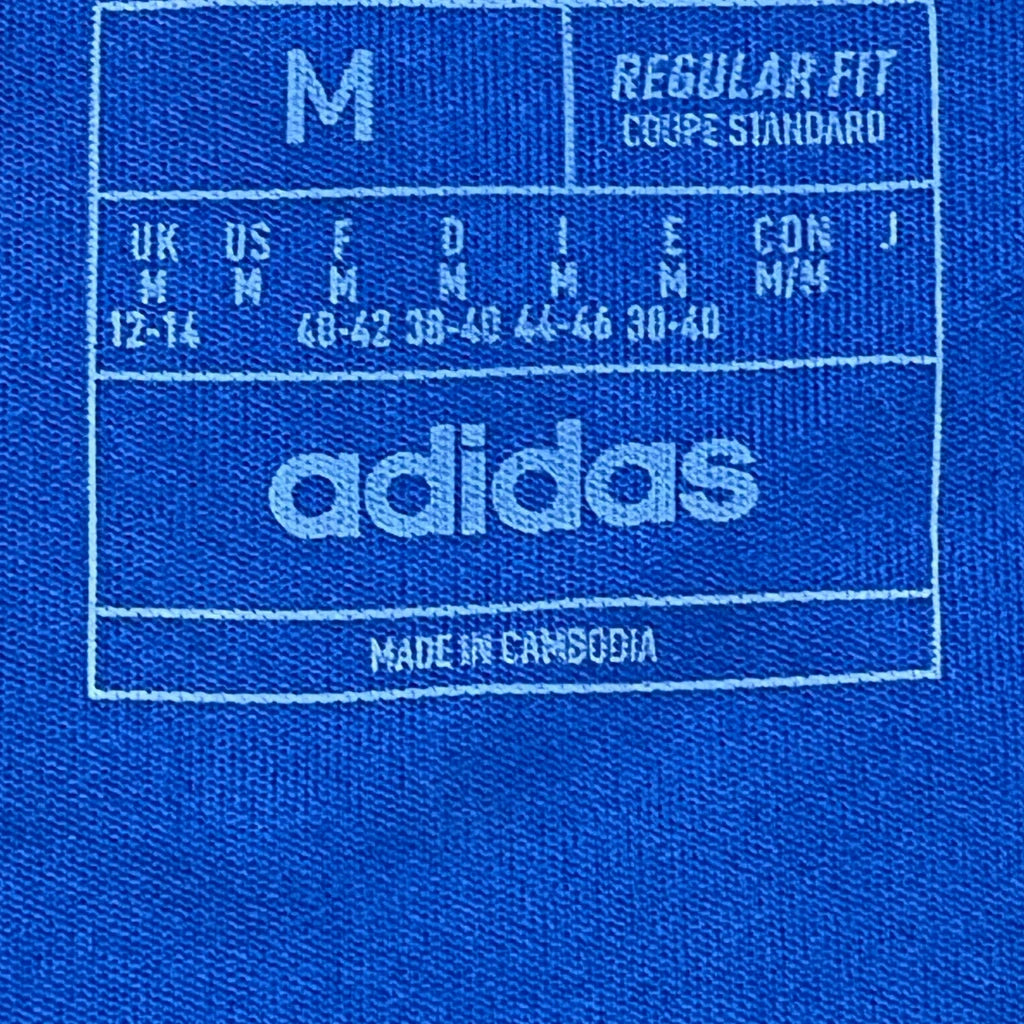 M
REGULAR FIT
COUPE STANDARD
UK US F D I E CON J
M M M M M M M/M
12-14 40-42 38-40 44-46 38-40
adidas
MADE IN CAMBODIA